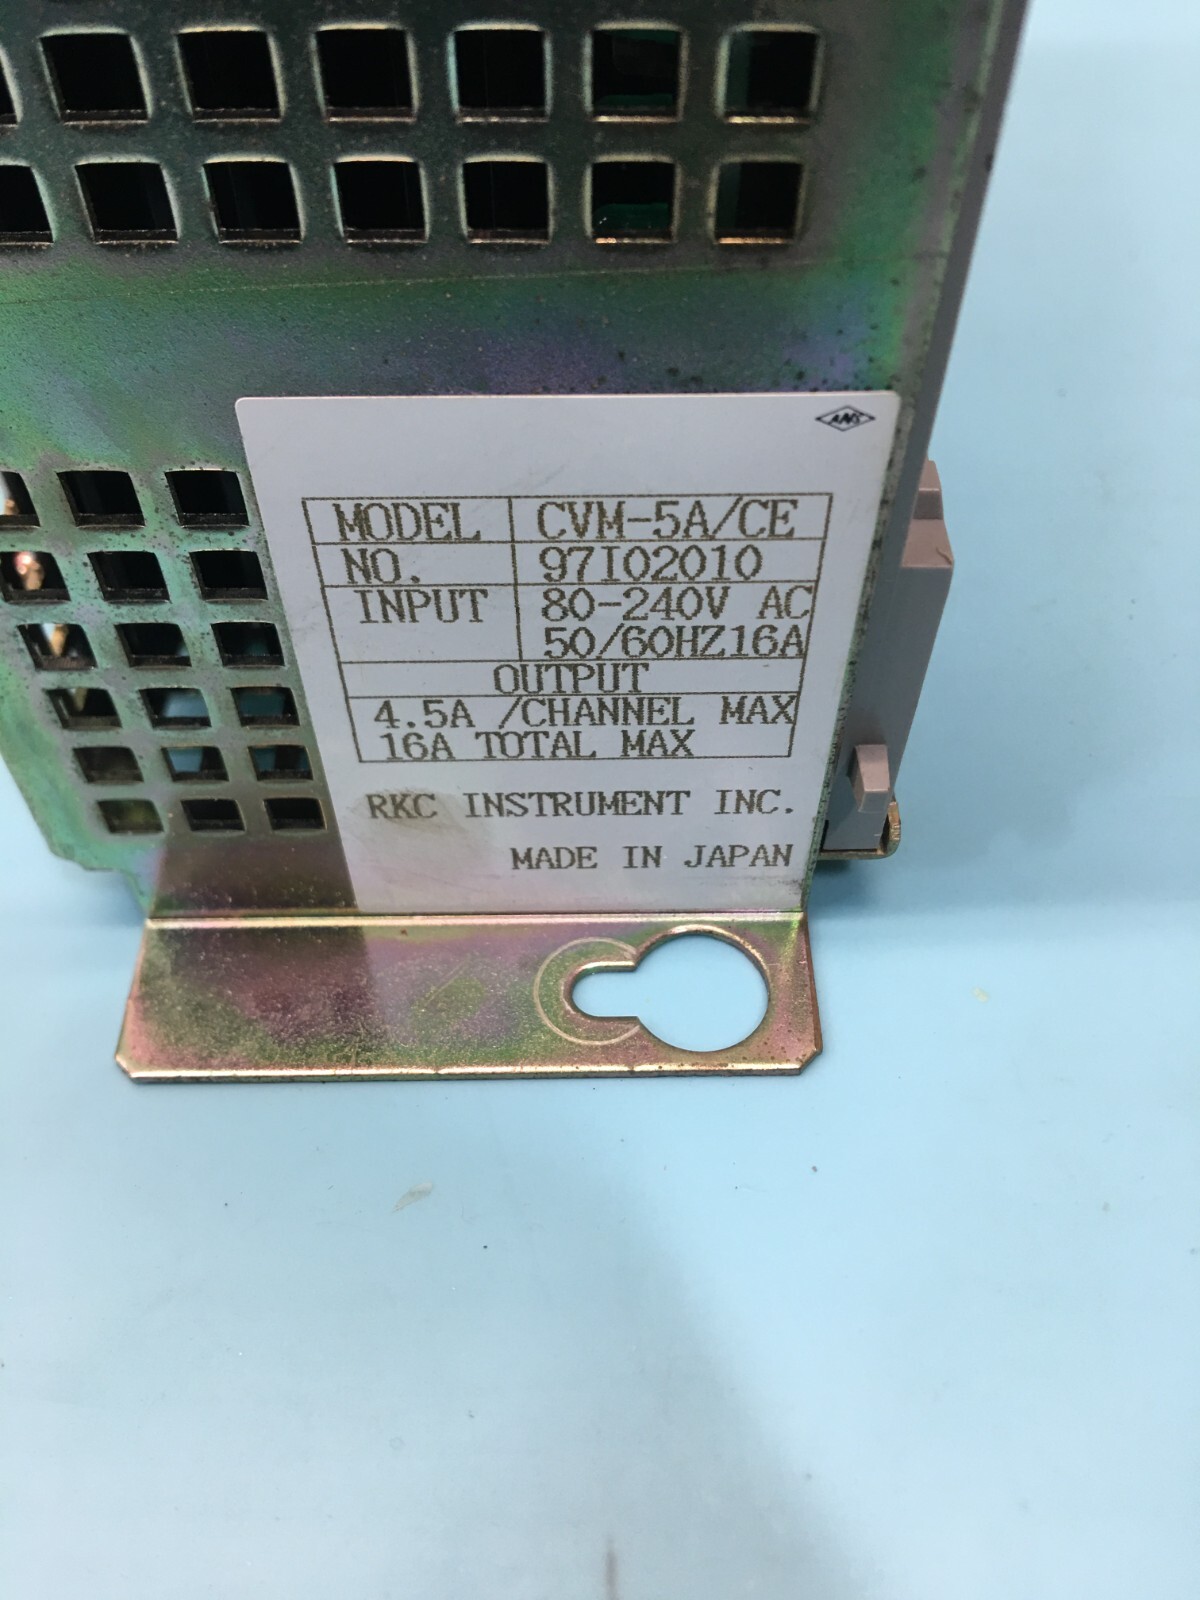 ANS
MODEL CVM-5A/CE
NO. 97I02010
INPUT 80-240V AC
50/60HZ16A
OUTPUT
4.5A /CHANNEL MAX
16A TOTAL MAX
RKC INSTRUMENT INC.
MADE IN JAPAN